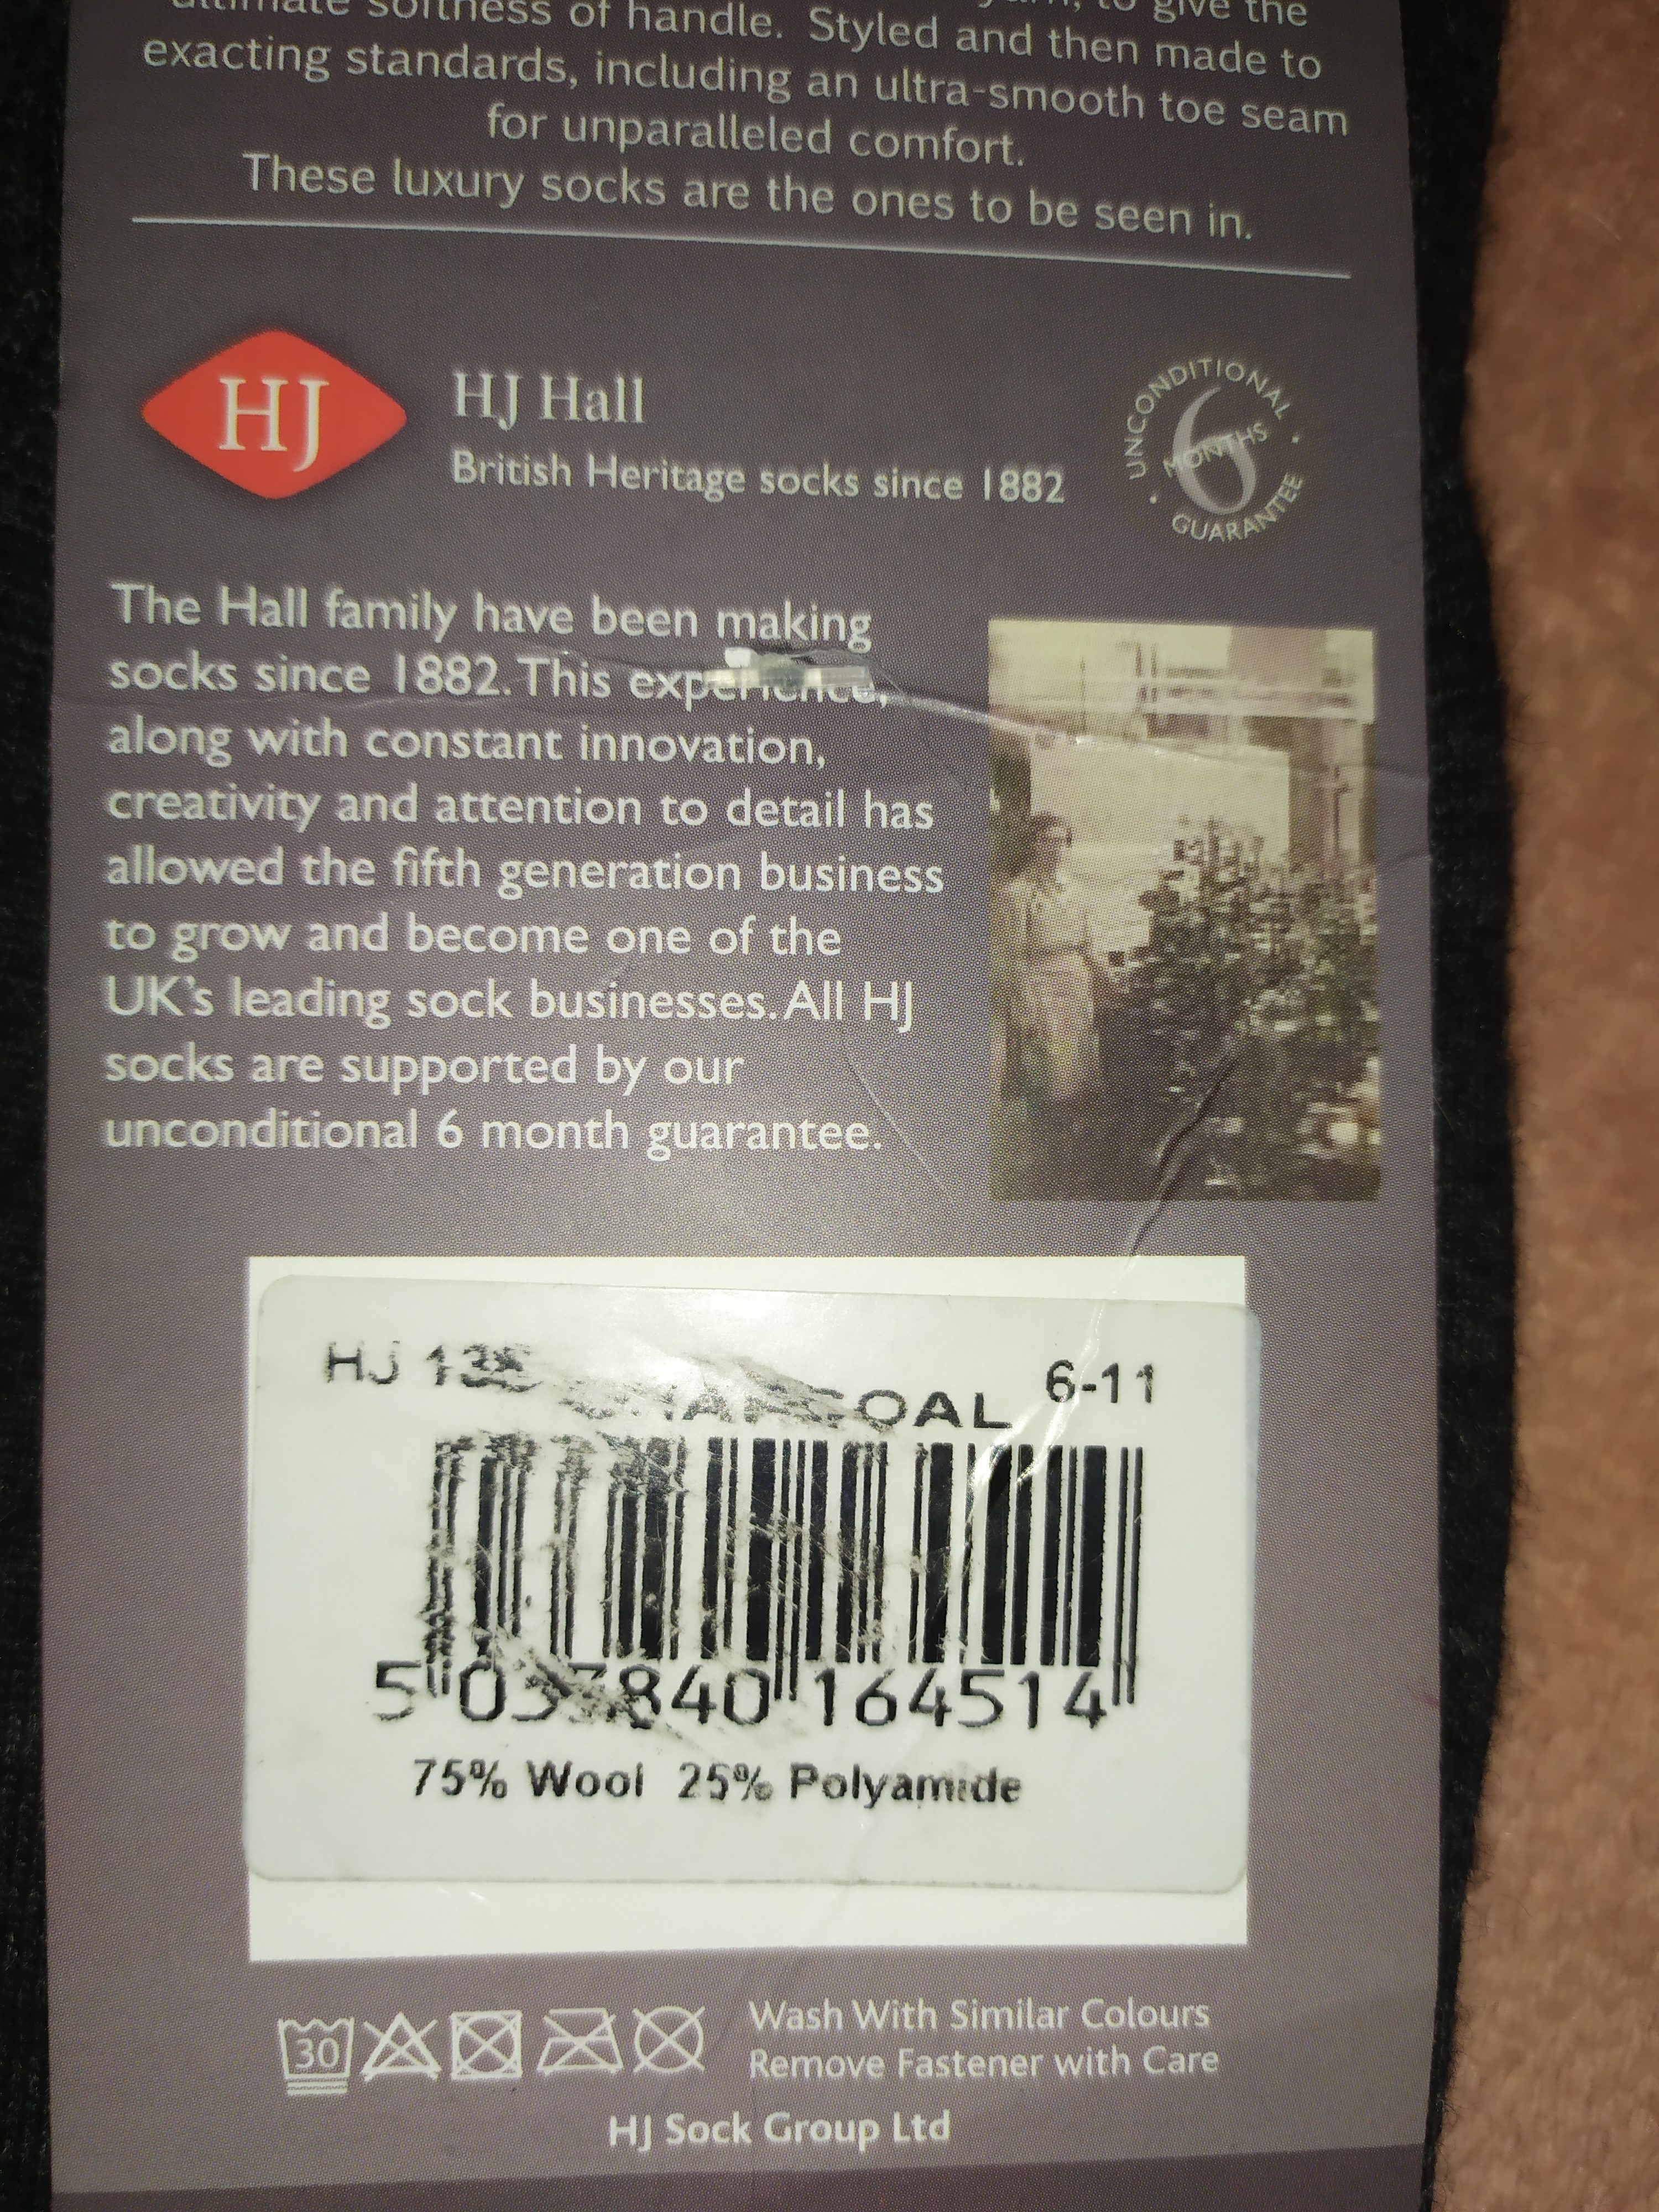 ultimate softness of handle. Styled and then made to
exacting standards, including an ultra-smooth toe seam
for unparalleled comfort.
These luxury socks are the ones to be seen in.
HJ
HJ Hall
British Heritage socks since 1882
UNCONDITIONAL
6
MONTHS
GUARANTEE
The Hall family have been making
socks since 1882. This experience,
along with constant innovation,
creativity and attention to detail has
allowed the fifth generation business
to grow and become one of the
UK's leading sock businesses. All HJ
socks are supported by our
unconditional 6 month guarantee.
HJ
6-11
CHARCOAL
164514
75% Wool 25% Polyamide
30
Wash With Similar Colours
Remove Fastener with Care
HJ Sock Group Ltd